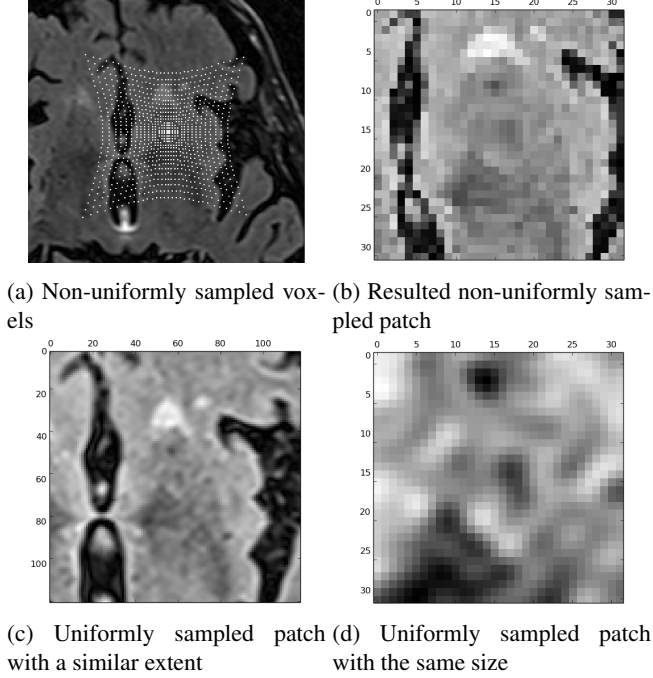 0 5 10 15 20 25 30
0
5
10
15
20
25
30
(a) Non-uniformly sampled vox-
els
(b) Resulted non-uniformly sam-
pled patch
0 20 40 60 80 100
0
20
40
60
80
100
0 5 10 15 20 25 30
0
5
10
15
20
25
30
(c) Uniformly sampled patch
with a similar extent
(d) Uniformly sampled patch
with the same size